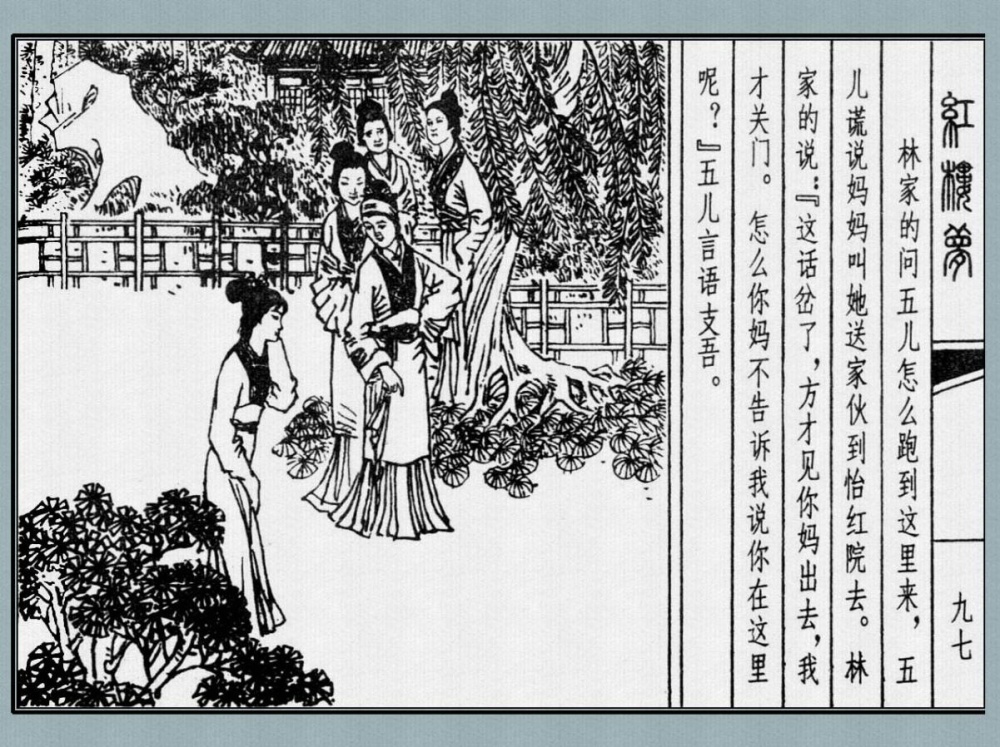 紅樓夢
九七
林家的问五儿怎么跑到这里来，五
儿谎说妈妈叫她送家伙到怡红院去。林
家的说：『这话岔了，方才见你妈出去，我
才关门。怎么你妈不告诉我说你在这里
呢？』五儿言语支吾。